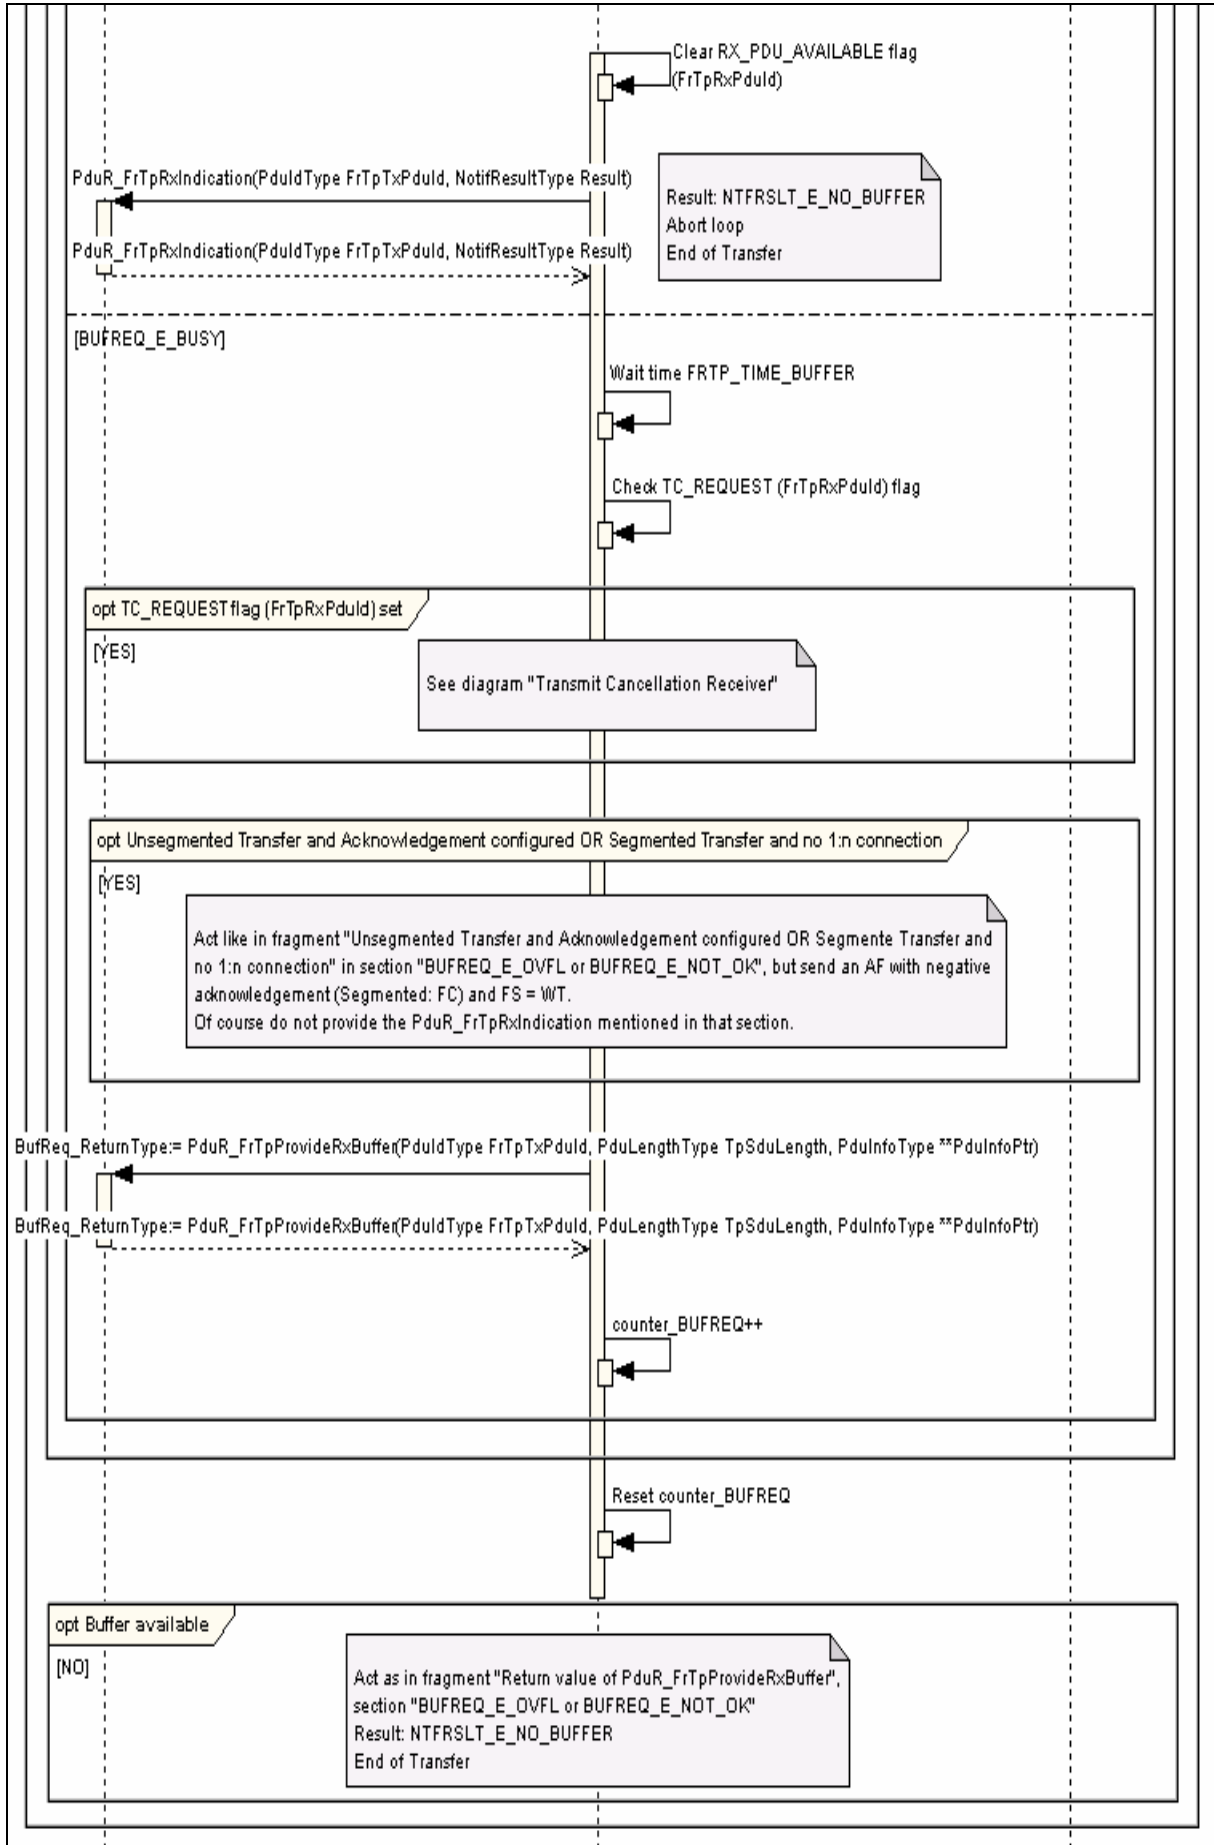 Clear RX_PDU_AVAILABLE flag
(FrTpRxPduId)
PduR_FrTpRxIndication(PduIdType FrTpTxPduId, NotifResultType Result)
Result: NTFRSLT_E_NO_BUFFER
Abort loop
End of Transfer
PduR_FrTpRxIndication(PduIdType FrTpTxPduId, NotifResultType Result)
[BUFREQ_E_BUSY]
Wait time FRTP_TIME_BUFFER
Check TC_REQUEST (FrTpRxPduId) flag
opt TC_REQUEST flag (FrTpRxPduId) set
[YES]
See diagram "Transmit Cancellation Receiver"
opt Unsegmented Transfer and Acknowledgement configured OR Segmented Transfer and no 1:n connection
[YES]
Act like in fragment "Unsegmented Transfer and Acknowledgement configured OR Segmente Transfer and
no 1:n connection" in section "BUFREQ_E_OVFL or BUFREQ_E_NOT_OK", but send an AF with negative
acknowledgement (Segmented: FC) and FS = WT.
Of course do not provide the PduR_FrTpRxIndication mentioned in that section.
BufReq_ReturnType:= PduR_FrTpProvideRxBuffer(PduIdType FrTpTxPduId, PduLengthType TpSduLength, PduInfoType **PduInfoPtr)
BufReq_ReturnType:= PduR_FrTpProvideRxBuffer(PduIdType FrTpTxPduId, PduLengthType TpSduLength, PduInfoType **PduInfoPtr)
counter_BUFREQ++
Reset counter_BUFREQ
opt Buffer available
[NO]
Act as in fragment "Return value of PduR_FrTpProvideRxBuffer",
section "BUFREQ_E_OVFL or BUFREQ_E_NOT_OK"
Result: NTFRSLT_E_NO_BUFFER
End of Transfer